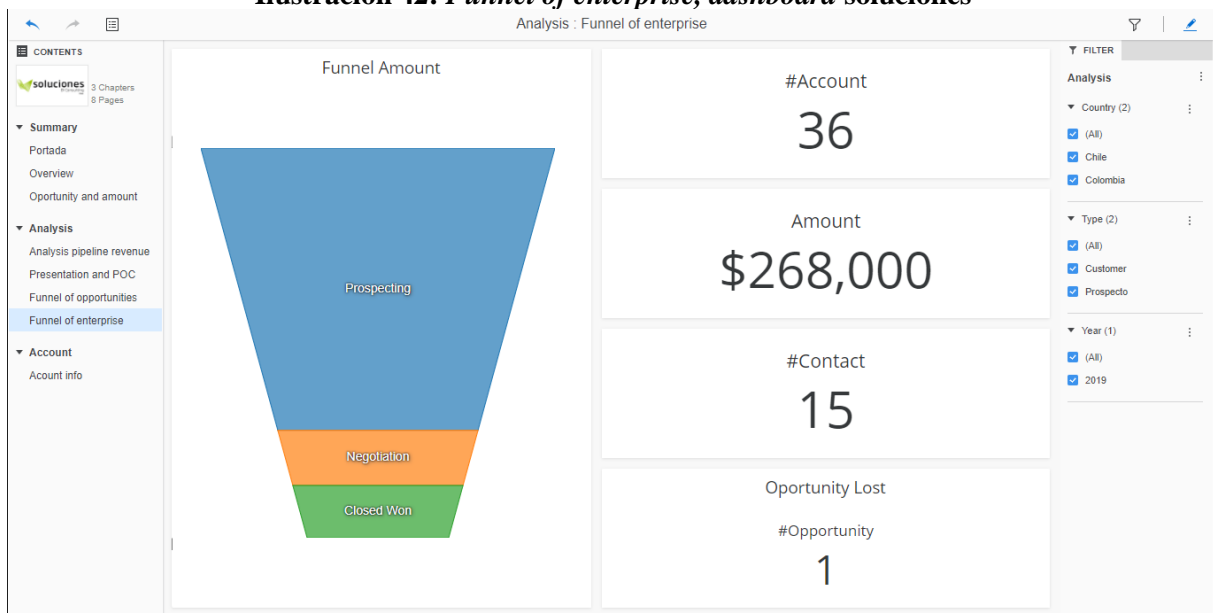 Ilustración 42. Funnel of enterprise, dashboard soluciones
Analysis : Funnel of enterprise
CONTENTS
soluciones
3 Chapters
8 Pages
Summary
Portada
Overview
Oportunity and amount
Analysis
Analysis pipeline revenue
Presentation and POC
Funnel of opportunities
Funnel of enterprise
Account
Acount info
Funnel Amount
Prospecting
Negotiation
Closed Won
#Account
36
Amount
$268,000
#Contact
15
Oportunity Lost
#Opportunity
1
FILTER
Analysis
Country (2)
(All)
Chile
Colombia
Type (2)
(All)
Customer
Prospecto
Year (1)
(All)
2019